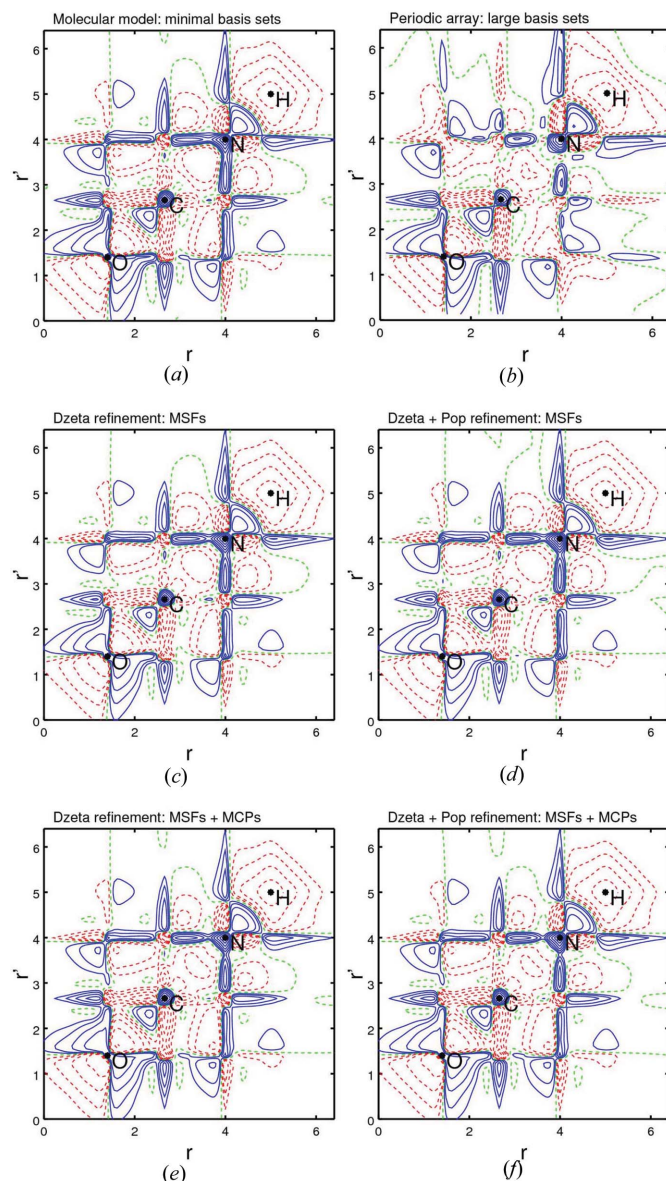 Molecular model: minimal basis sets
Periodic array: large basis sets
6
5
4
3
2
1
0
r'
H
N
C
O
0 2 4 6
r
(a)
6
5
4
3
2
1
0
H
N
C
O
0 2 4 6
r
(b)
Dzeta refinement: MSFs
Dzeta + Pop refinement: MSFs
6
5
4
3
2
1
0
r'
H
N
C
O
0 2 4 6
r
(c)
6
5
4
3
2
1
0
H
N
C
O
0 2 4 6
r
(d)
Dzeta refinement: MSFs + MCPs
Dzeta + Pop refinement: MSFs + MCPs
6
5
4
3
2
1
0
r'
H
N
C
O
0 2 4 6
r
(e)
6
5
4
3
2
1
0
H
N
C
O
0 2 4 6
r
(f)